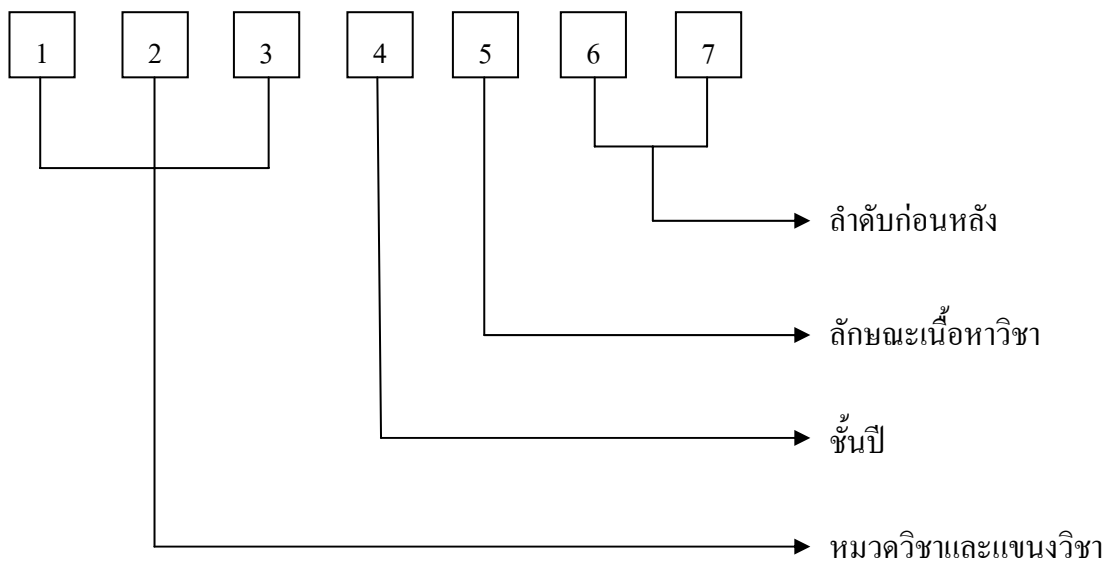 1 2 3 4 5 6 7
ลำดับก่อนหลัง
ลักษณะเนื้อหาวิชา
ชั้นปี
หมวดวิชาและแขนงวิชา